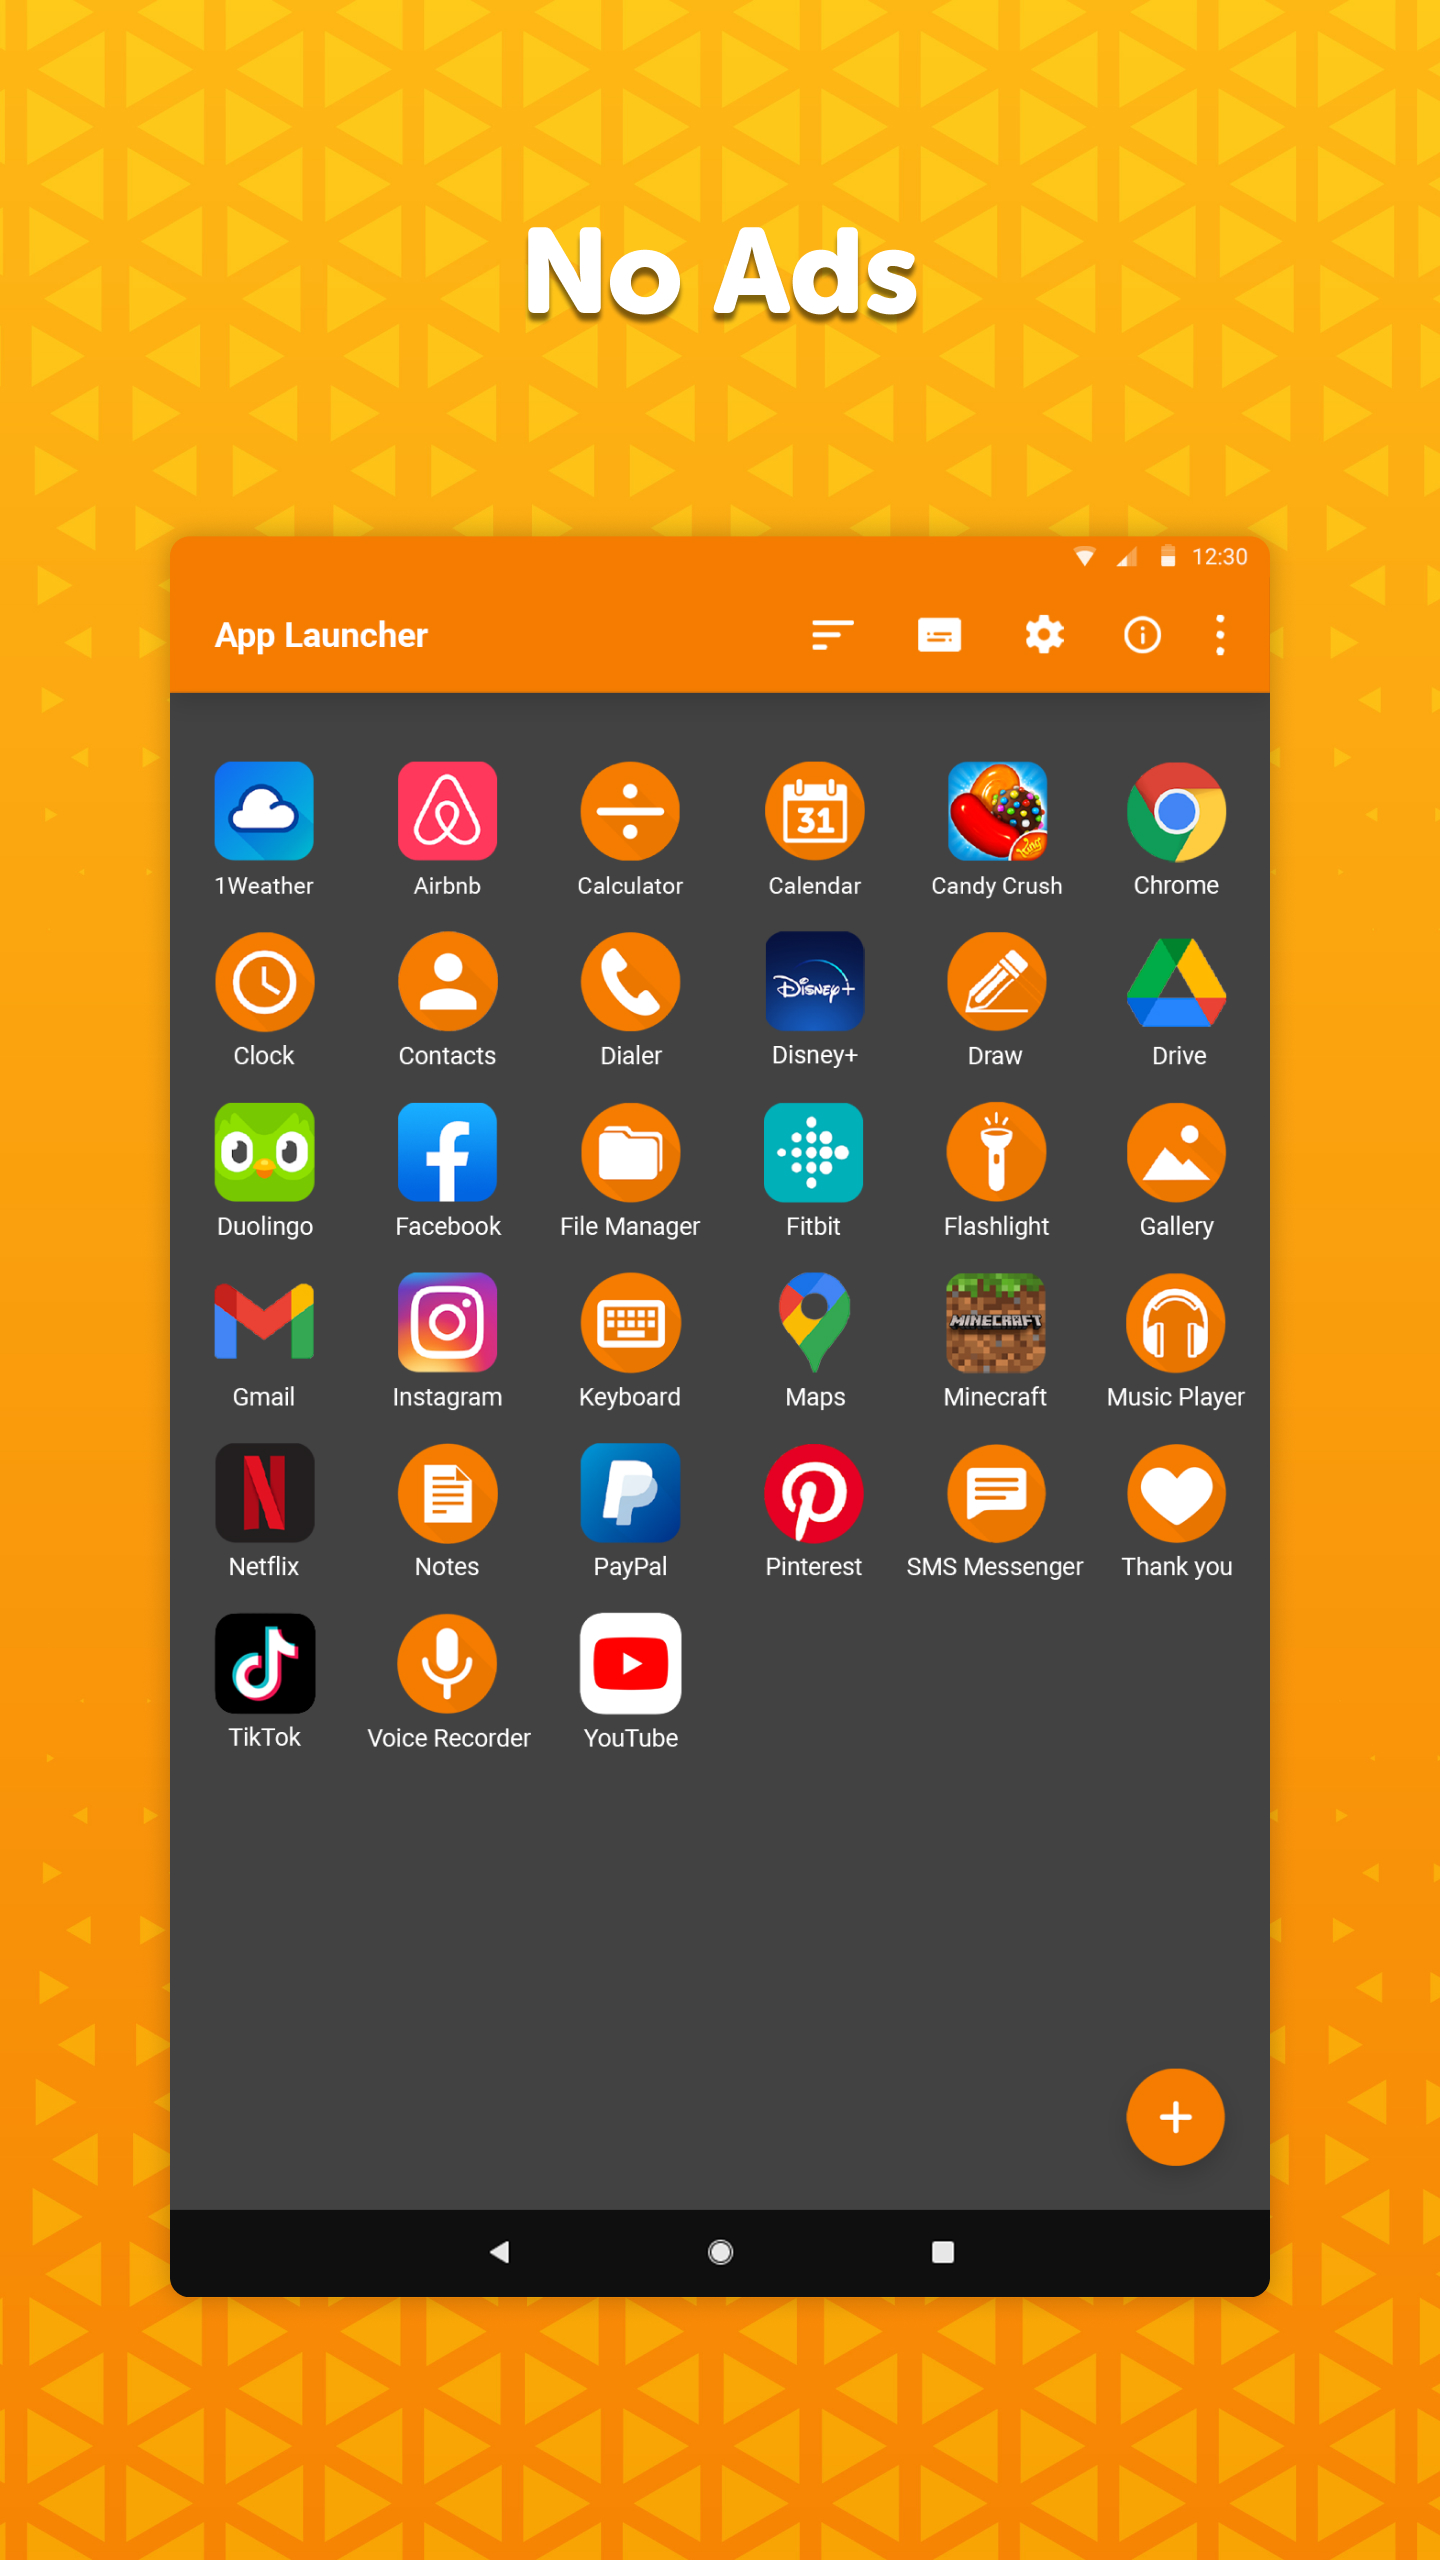 No Ads
12:30
App Launcher
31
King
1Weather Airbnb Calculator Calendar Candy Crush Chrome
Disney+
Clock Contacts Dialer Disney+ Draw Drive
Duolingo Facebook File Manager Fitbit Flashlight Gallery
MINECRAFT
Gmail Instagram Keyboard Maps Minecraft Music Player
Netflix Notes PayPal Pinterest SMS Messenger Thank you
TikTok Voice Recorder YouTube